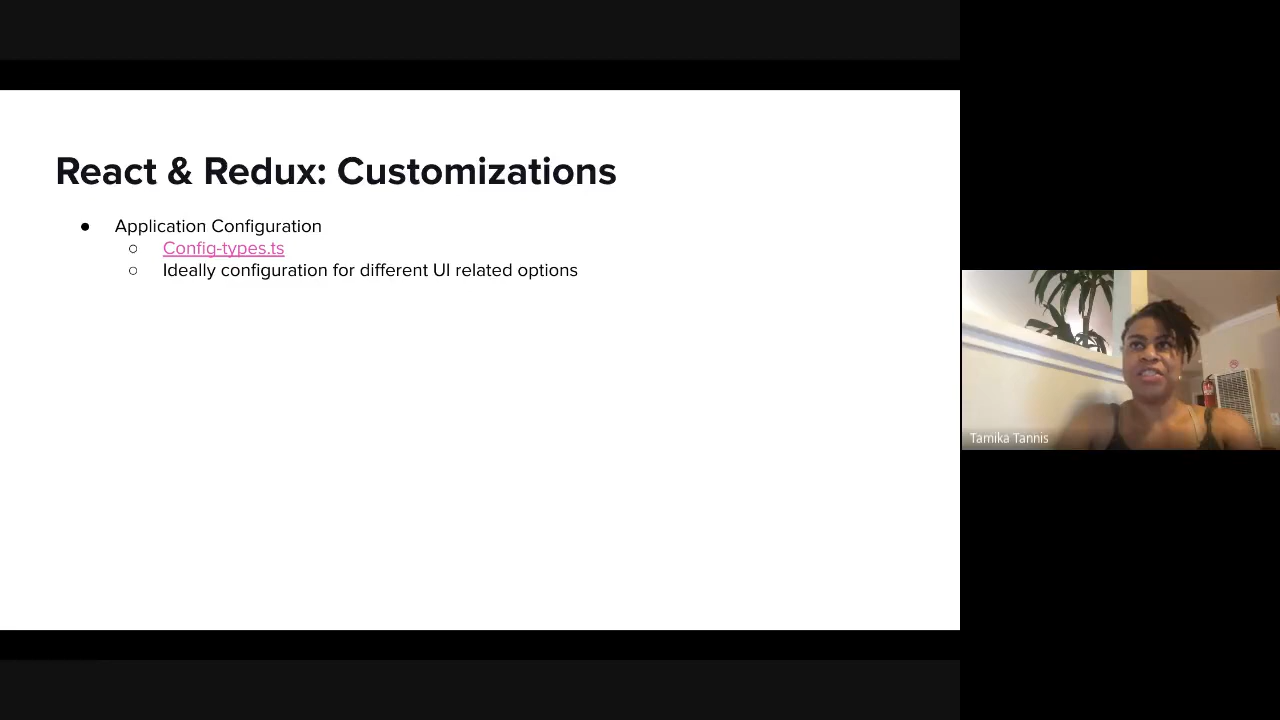 React & Redux: Customizations
● Application Configuration
○ Config-types.ts
○ Ideally configuration for different UI related options
Tamika Tannis